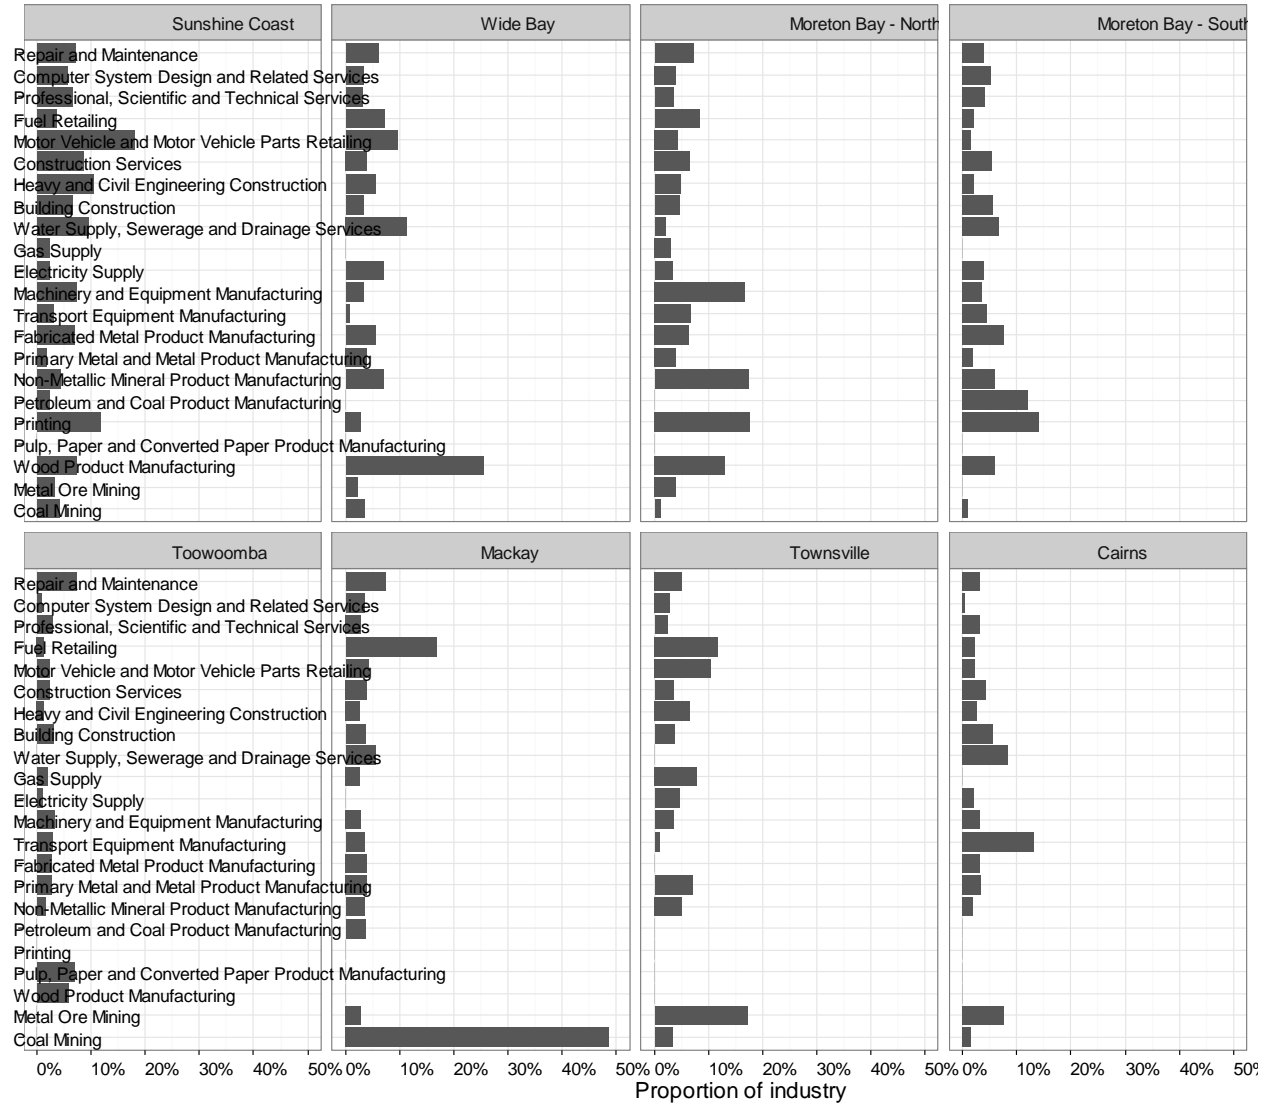 Sunshine Coast Wide Bay Moreton Bay - North Moreton Bay - South
Repair and Maintenance
Computer System Design and Related Services
Professional, Scientific and Technical Services
Fuel Retailing
Motor Vehicle and Motor Vehicle Parts Retailing
Construction Services
Heavy and Civil Engineering Construction
Building Construction
Water Supply, Sewerage and Drainage Services
Gas Supply
Electricity Supply
Machinery and Equipment Manufacturing
Transport Equipment Manufacturing
Fabricated Metal Product Manufacturing
Primary Metal and Metal Product Manufacturing
Non-Metallic Mineral Product Manufacturing
Petroleum and Coal Product Manufacturing
Printing
Pulp, Paper and Converted Paper Product Manufacturing
Wood Product Manufacturing
Metal Ore Mining
Coal Mining
Toowoomba Mackay Townsville Cairns
Repair and Maintenance
Computer System Design and Related Services
Professional, Scientific and Technical Services
Fuel Retailing
Motor Vehicle and Motor Vehicle Parts Retailing
Construction Services
Heavy and Civil Engineering Construction
Building Construction
Water Supply, Sewerage and Drainage Services
Gas Supply
Electricity Supply
Machinery and Equipment Manufacturing
Transport Equipment Manufacturing
Fabricated Metal Product Manufacturing
Primary Metal and Metal Product Manufacturing
Non-Metallic Mineral Product Manufacturing
Petroleum and Coal Product Manufacturing
Printing
Pulp, Paper and Converted Paper Product Manufacturing
Wood Product Manufacturing
Metal Ore Mining
Coal Mining
0% 10% 20% 30% 40% 50% 0% 10% 20% 30% 40% 50% 0% 10% 20% 30% 40% 50% 0% 10% 20% 30% 40% 50%
Proportion of industry